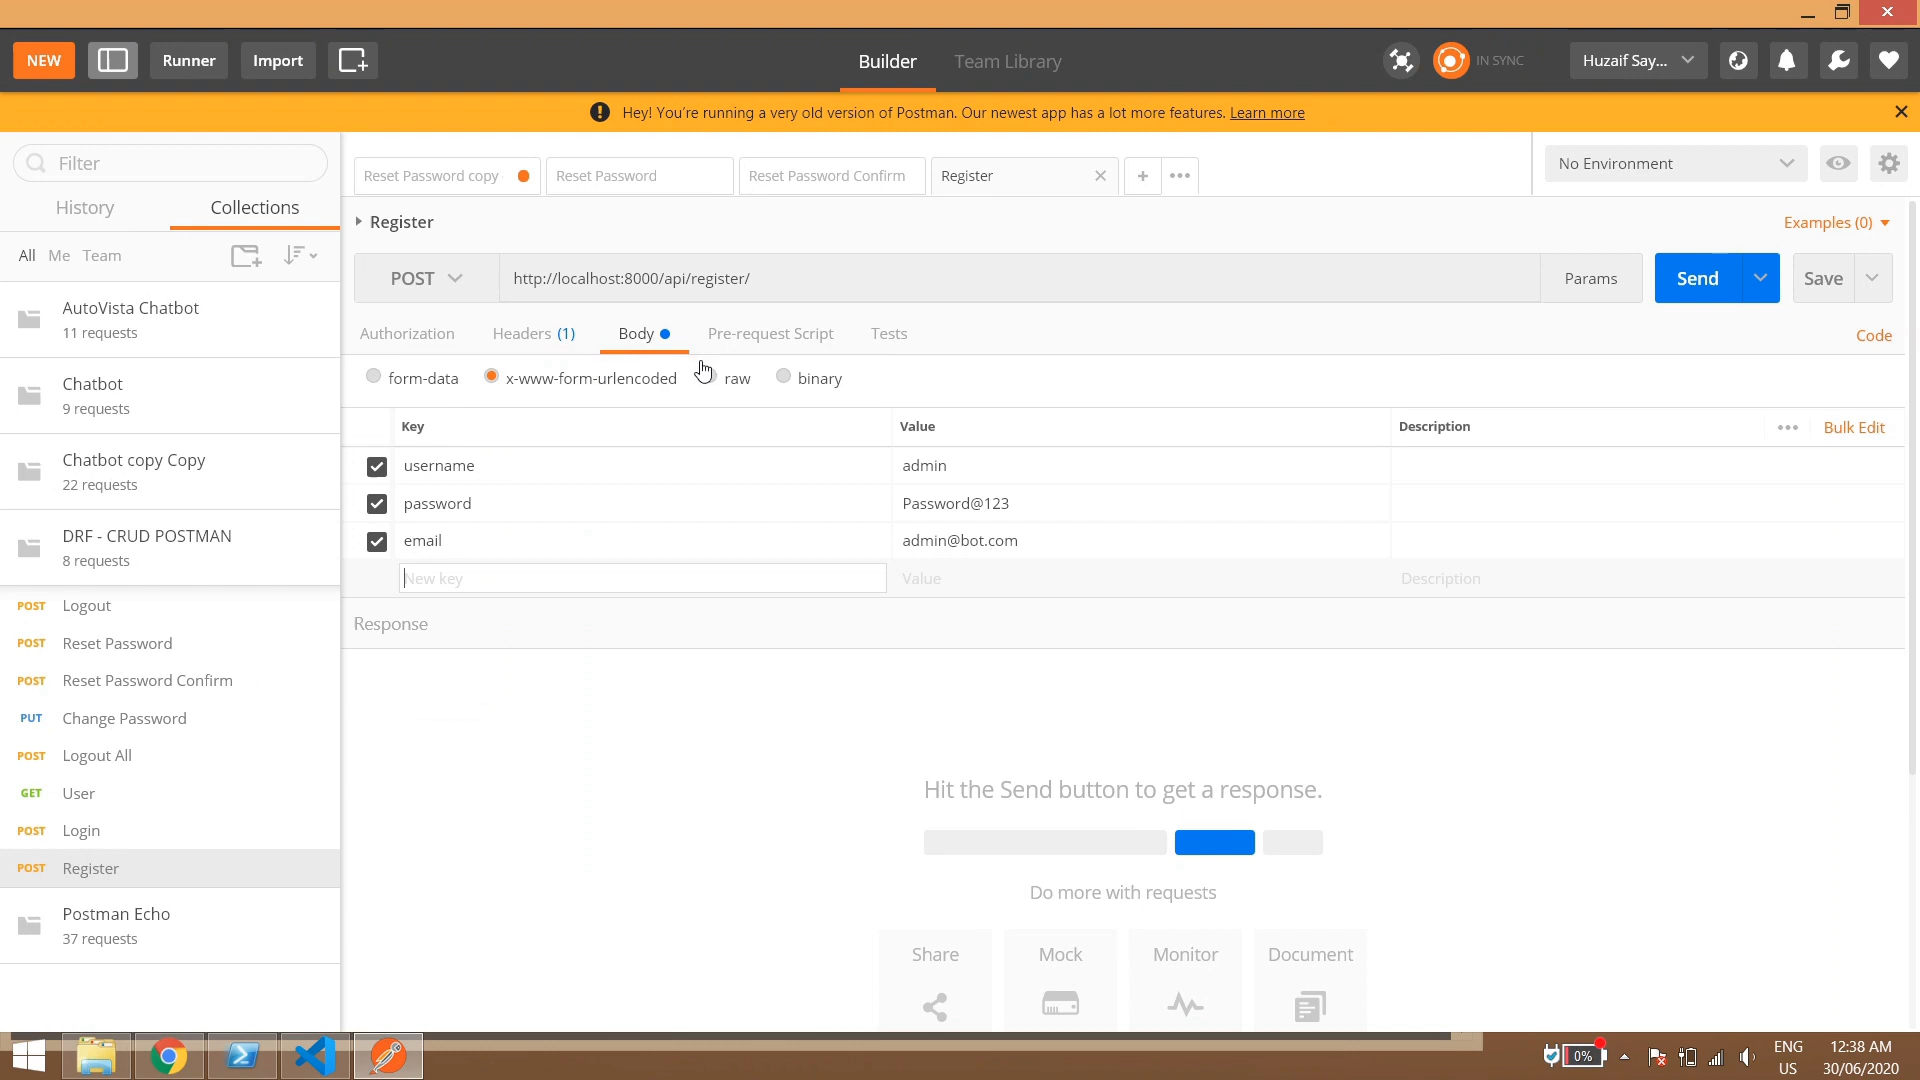 NEW
Runner
Import
Builder
Team Library
IN SYNC
Huzaif Say...
Hey! You're running a very old version of Postman. Our newest app has a lot more features. Learn more
Filter
History
Collections
All
Me
Team
AutoVista Chatbot
11 requests
Chatbot
9 requests
Chatbot copy Copy
22 requests
DRF - CRUD POSTMAN
8 requests
POST Logout
POST Reset Password
POST Reset Password Confirm
PUT Change Password
POST Logout All
GET User
POST Login
POST Register
Postman Echo
37 requests
Reset Password copy
Reset Password
Reset Password Confirm
Register
No Environment
Register
Examples (0)
POST
http://localhost:8000/api/register/
Params
Send
Save
Authorization
Headers (1)
Body
Pre-request Script
Tests
Code
form-data
x-www-form-urlencoded
raw
binary
Key
Value
Description
Bulk Edit
username
admin
password
Password@123
email
admin@bot.com
New key
Value
Description
Response
Hit the Send button to get a response.
Do more with requests
Share
Mock
Monitor
Document
0%
ENG
US
12:38 AM
30/06/2020